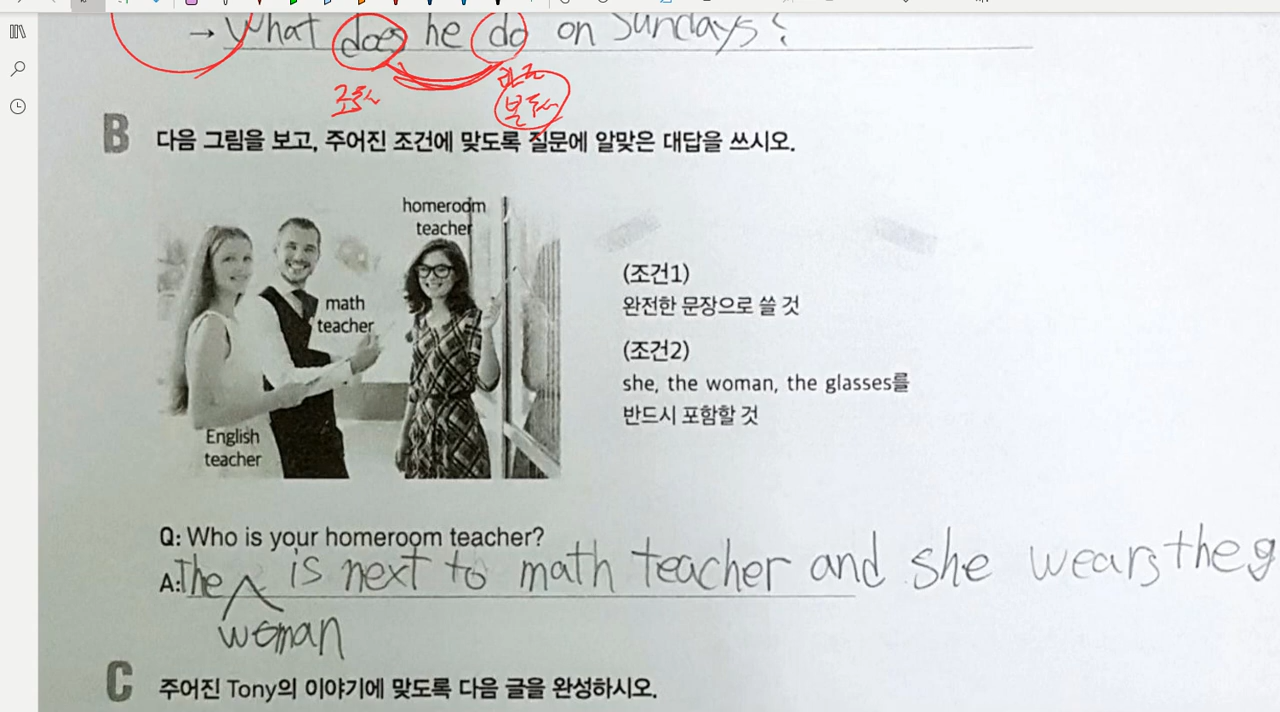 → What does he do on Sundays?
B 다음 그림을 보고, 주어진 조건에 맞도록 질문에 알맞은 대답을 쓰시오.
homeroom
teacher
math
teacher
English
teacher
(조건1)
완전한 문장으로 쓸 것
(조건2)
she, the woman, the glasses를
반드시 포함할 것
Q: Who is your homeroom teacher?
A: The is next to math teacher and she wears the g
woman
C 주어진 Tony의 이야기에 맞도록 다음 글을 완성하시오.